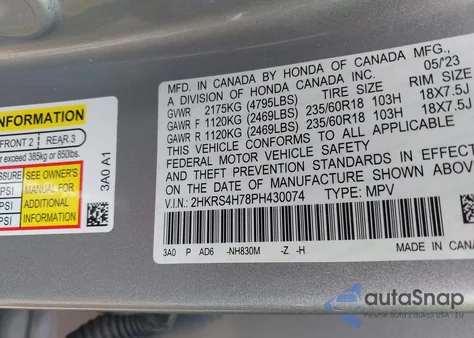 INFORMATION
FRONT 2 REAR 3
or exceed 385kg or 850lbs.
SEE OWNER'S
PSI MANUAL FOR
PSI ADDITIONAL
PSI INFORMATION
3A0 A1
MFD. IN CANADA BY HONDA OF CANADA MFG.,
A DIVISION OF HONDA CANADA INC. 05/'23
GVWR 2175KG (4795LBS) TIRE SIZE RIM SIZE
GAWR F 1120KG (2469LBS) 235/60R18 103H 18X7.5J
GAWR R 1120KG (2469LBS) 235/60R18 103H 18X7.5J
THIS VEHICLE CONFORMS TO ALL APPLICABLE
FEDERAL MOTOR VEHICLE SAFETY
AND THEFT PREVENTION STANDARDS IN EFFECT
ON THE DATE OF MANUFACTURE SHOWN ABOVE
V.I.N.: 2HKRS4H78PH430074 TYPE: MPV
3A0 P AD6 -NH830M -Z -H
MADE IN CANA
autoSnap